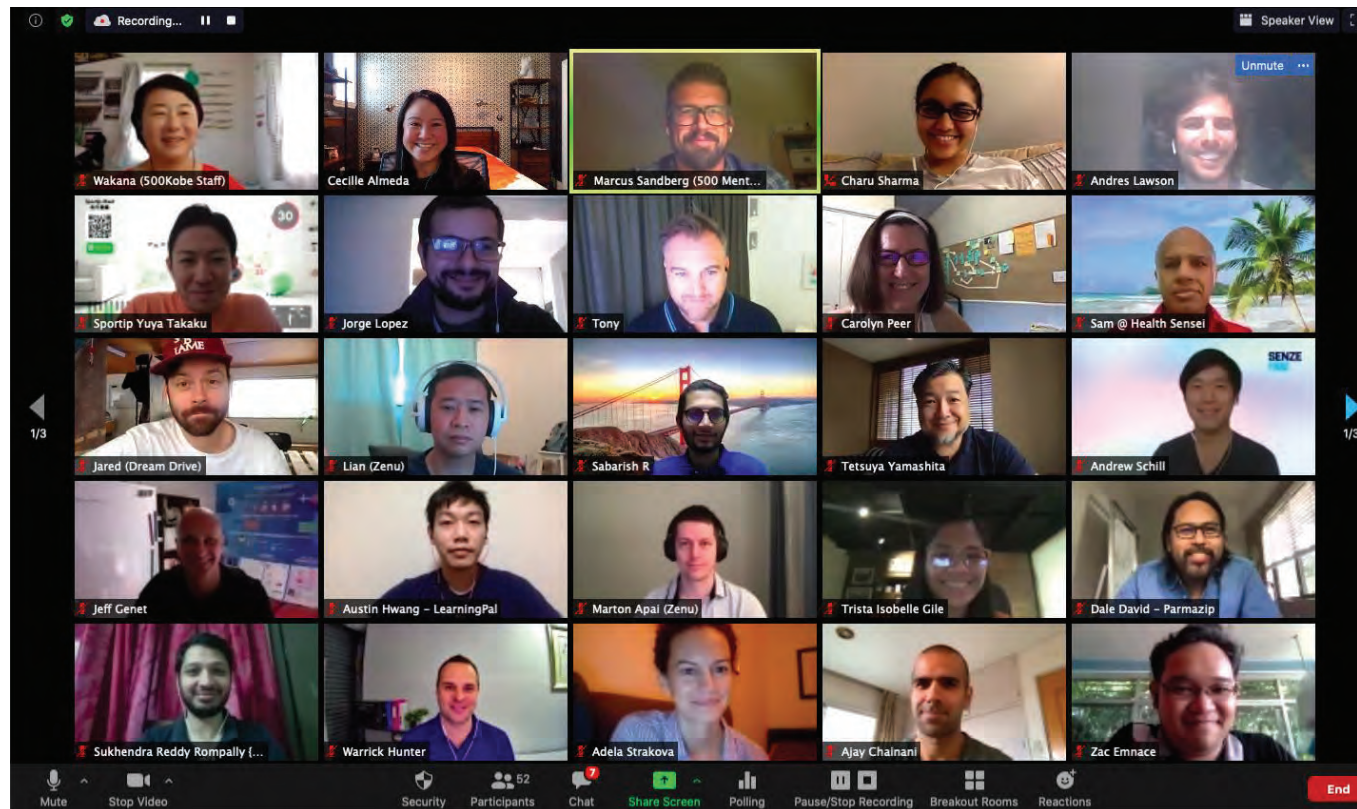 Recording...
Speaker View
Unmute ...
Wakana (500Kobe Staff)
Cecille Almeda
Marcus Sandberg (500 Ment...
Charu Sharma
Andres Lawson
30
Sportip Yuya Takaku
Jorge Lopez
Tony
Carolyn Peer
Sam @ Health Sensei
SENZE
Jared (Dream Drive)
Lian (Zenu)
Sabarish R
Tetsuya Yamashita
Andrew Schill
1/3
Jeff Genet
Austin Hwang – LearningPal
Marton Apai (Zenu)
Trista Isobelle Gile
Dale David – Parmazip
Sukhendra Reddy Rompally {...
Warrick Hunter
Adela Strakova
Ajay Chainani
Zac Emnace
52
7
Mute
Stop Video
Security
Participants
Chat
Share Screen
Polling
Pause/Stop Recording
Breakout Rooms
Reactions
End